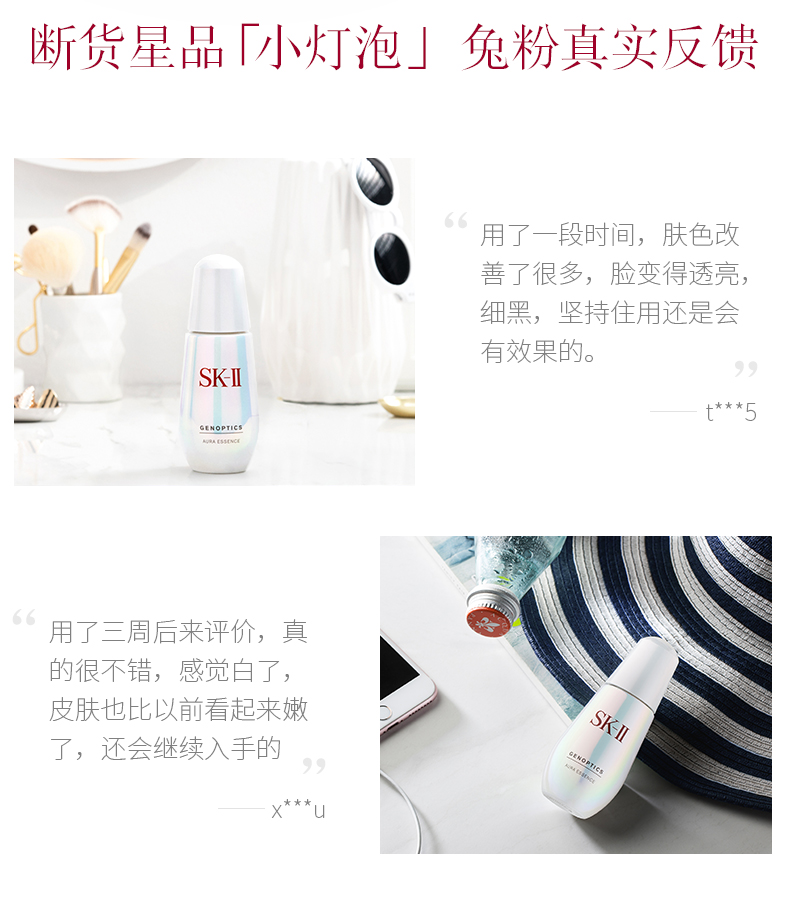 断货星品「小灯泡」 兔粉真实反馈
“ 用了一段时间，肤色改
善了很多，脸变得透亮，
细黑，坚持住用还是会
有效果的。 ”
—— t***5
SK-II
GENOPTICS
AURA ESSENCE
“ 用了三周后来评价，真
的很不错，感觉白了，
皮肤也比以前看起来嫩
了，还会继续入手的 ”
—— x***u
SK-II
GENOPTICS
AURA ESSENCE